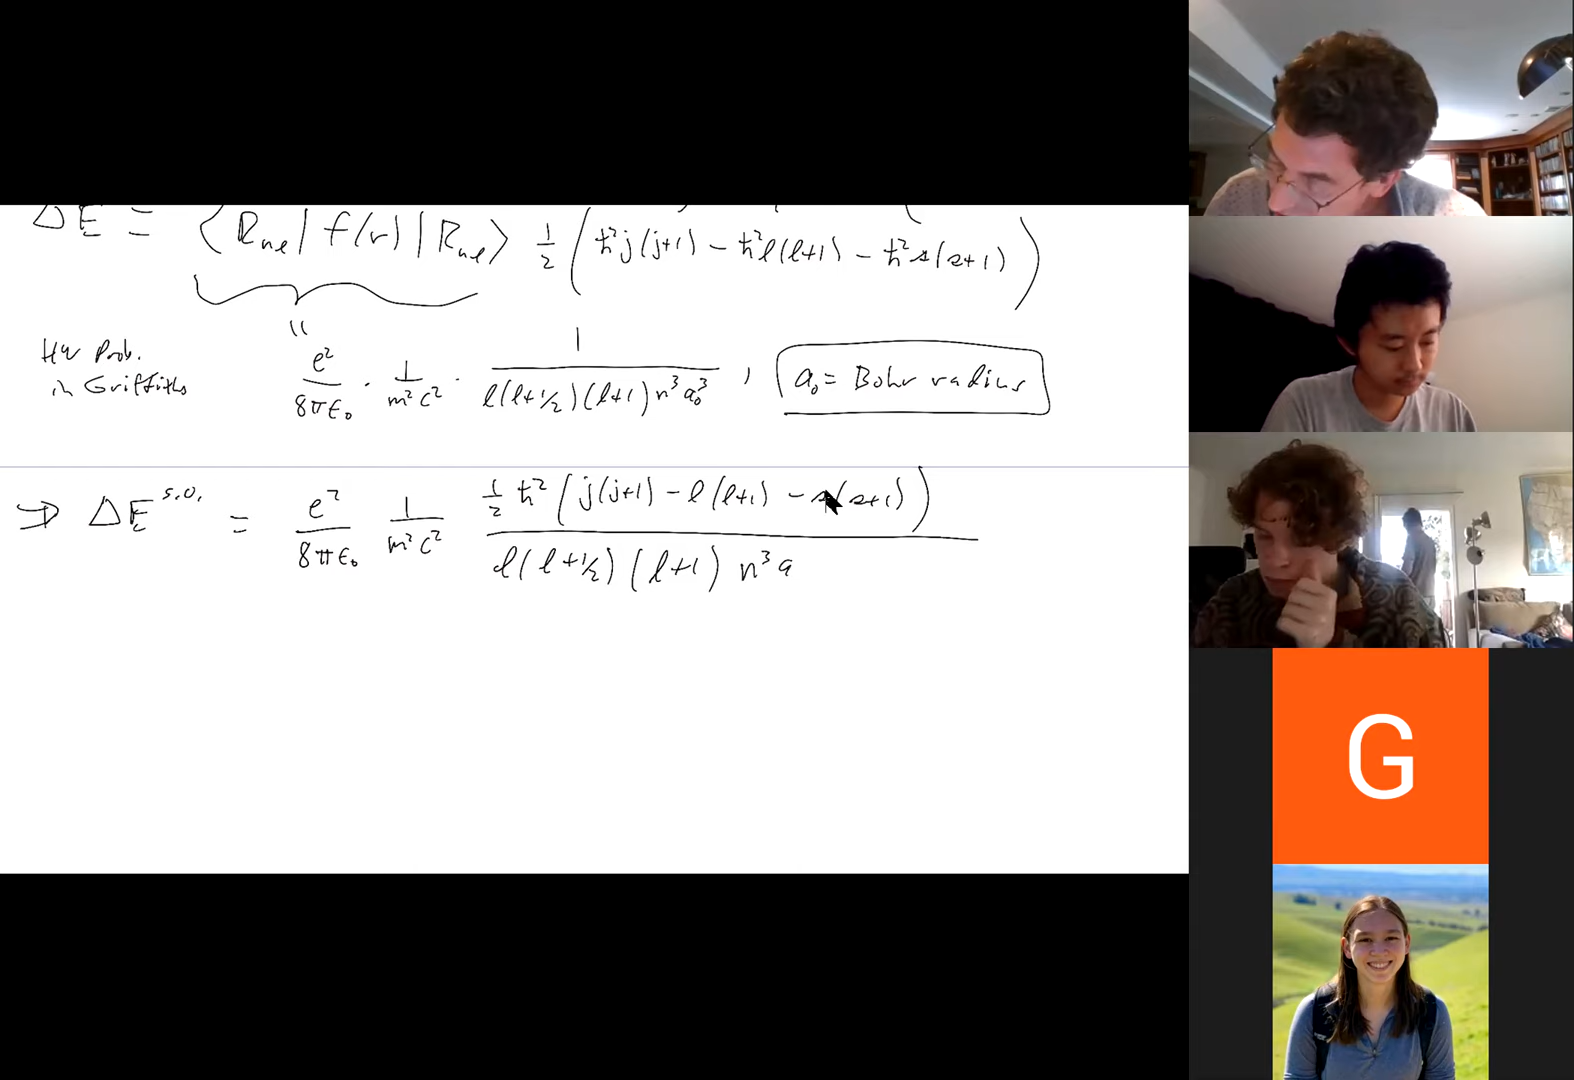 ΔE = ⟨R_nl| f(r) |R_nl⟩ 1/2 (ħ²j(j+1) - ħ²l(l+1) - ħ²s(s+1))
"
HW Prob. in Griffiths
e²/8πε₀ · 1/m²c² · 1/l(l+1/2)(l+1)n³a₀³ , a₀ = Bohr radius
⇒ ΔE^s.o. = e²/8πε₀ 1/m²c² 1/2 ħ² (j(j+1) - l(l+1) - s(s+1))/l(l+1/2)(l+1) n³a
G